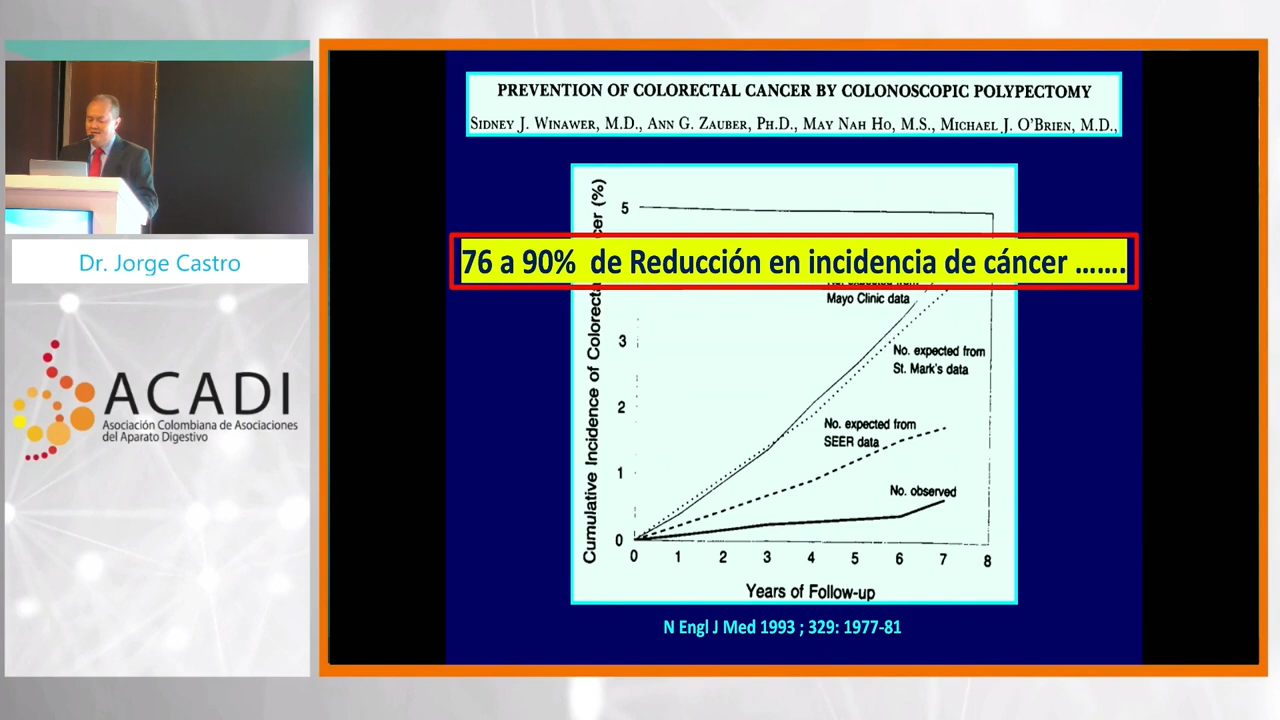 PREVENTION OF COLORECTAL CANCER BY COLONOSCOPIC POLYPECTOMY
SIDNEY J. WINAWER, M.D., ANN G. ZAUBER, PH.D., MAY NAH HO, M.S., MICHAEL J. O'BRIEN, M.D.,
76 a 90% de Reducción en incidencia de cáncer .......
Cumulative Incidence of Colorecta
cer (%)
5
3
2
1
0
Mayo Clinic data
No. expected from
St. Mark's data
No. expected from
SEER data
No. observed
0 1 2 3 4 5 6 7 8
Years of Follow-up
N Engl J Med 1993 ; 329: 1977-81
Dr. Jorge Castro
ACADI
Asociación Colombiana de Asociaciones
del Aparato Digestivo